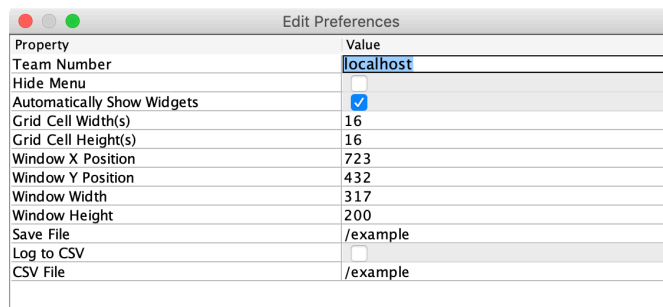 Edit Preferences
Property Value
Team Number localhost
Hide Menu
Automatically Show Widgets
Grid Cell Width(s) 16
Grid Cell Height(s) 16
Window X Position 723
Window Y Position 432
Window Width 317
Window Height 200
Save File /example
Log to CSV
CSV File /example